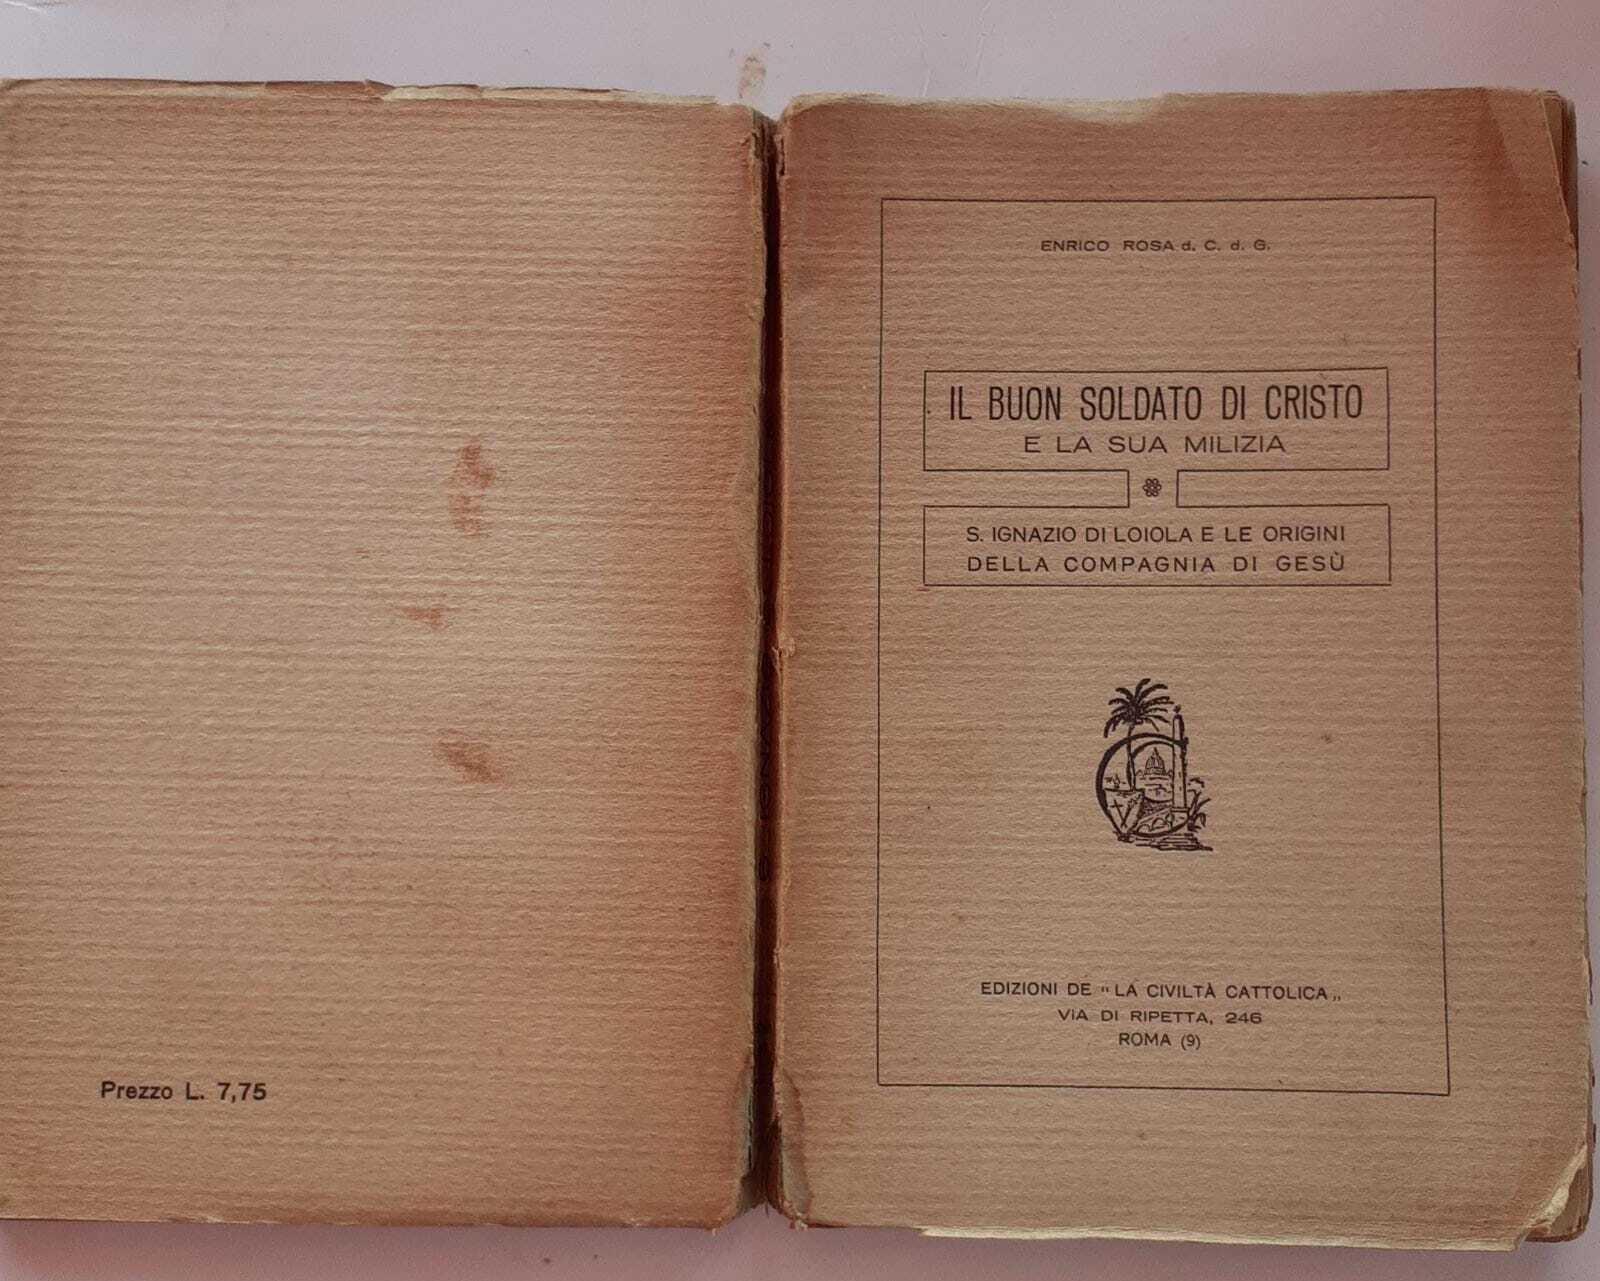 Prezzo L. 7,75
ENRICO ROSA d. C. d. G.
IL BUON SOLDATO DI CRISTO
E LA SUA MILIZIA
S. IGNAZIO DI LOIOLA E LE ORIGINI
DELLA COMPAGNIA DI GESÙ
EDIZIONI DE "LA CIVILTÀ CATTOLICA„
VIA DI RIPETTA, 246
ROMA (9)